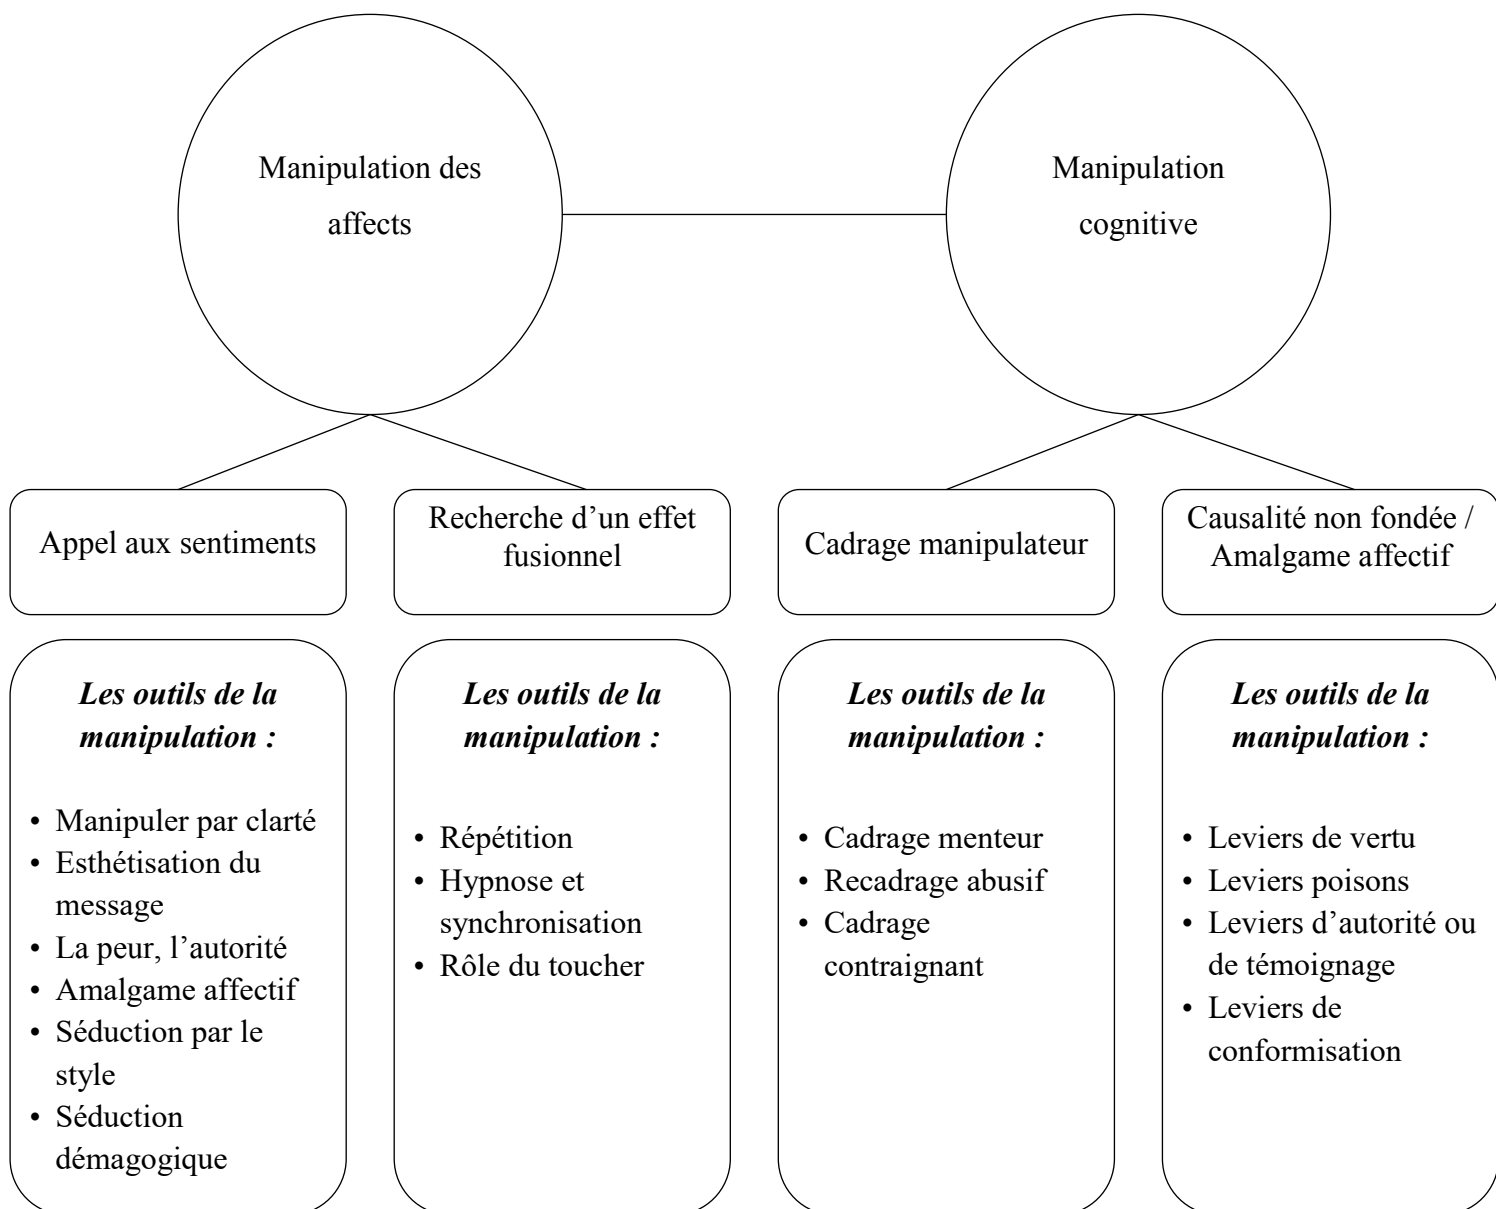 Manipulation des
affects
Manipulation
cognitive
Appel aux sentiments
Recherche d’un effet
fusionnel
Cadrage manipulateur
Causalité non fondée /
Amalgame affectif
Les outils de la
manipulation :
• Manipuler par clarté
• Esthétisation du
message
• La peur, l’autorité
• Amalgame affectif
• Séduction par le
style
• Séduction
démagogique
Les outils de la
manipulation :
• Répétition
• Hypnose et
synchronisation
• Rôle du toucher
Les outils de la
manipulation :
• Cadrage menteur
• Recadrage abusif
• Cadrage
contraignant
Les outils de la
manipulation :
• Leviers de vertu
• Leviers poisons
• Leviers d’autorité ou
de témoignage
• Leviers de
conformisation